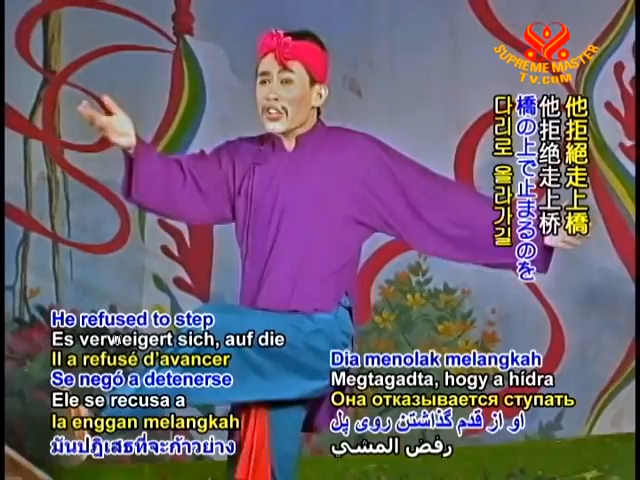 SUPREME MASTER
TV.COM
他拒絕走上橋
他拒绝走上桥
橋の上で止まるのを
다리로 올라가길
He refused to step
Es verweigert sich, auf die
Il a refusé d'avancer
Se negó a detenerse
Ele se recusa a
Ia enggan melangkah
มันปฏิเสธที่จะก้าวย่าง
Dia menolak melangkah
Megtagadta, hogy a hídra
Она отказывается ступать
او از قدم گذاشتن روی پل
رفض المشي